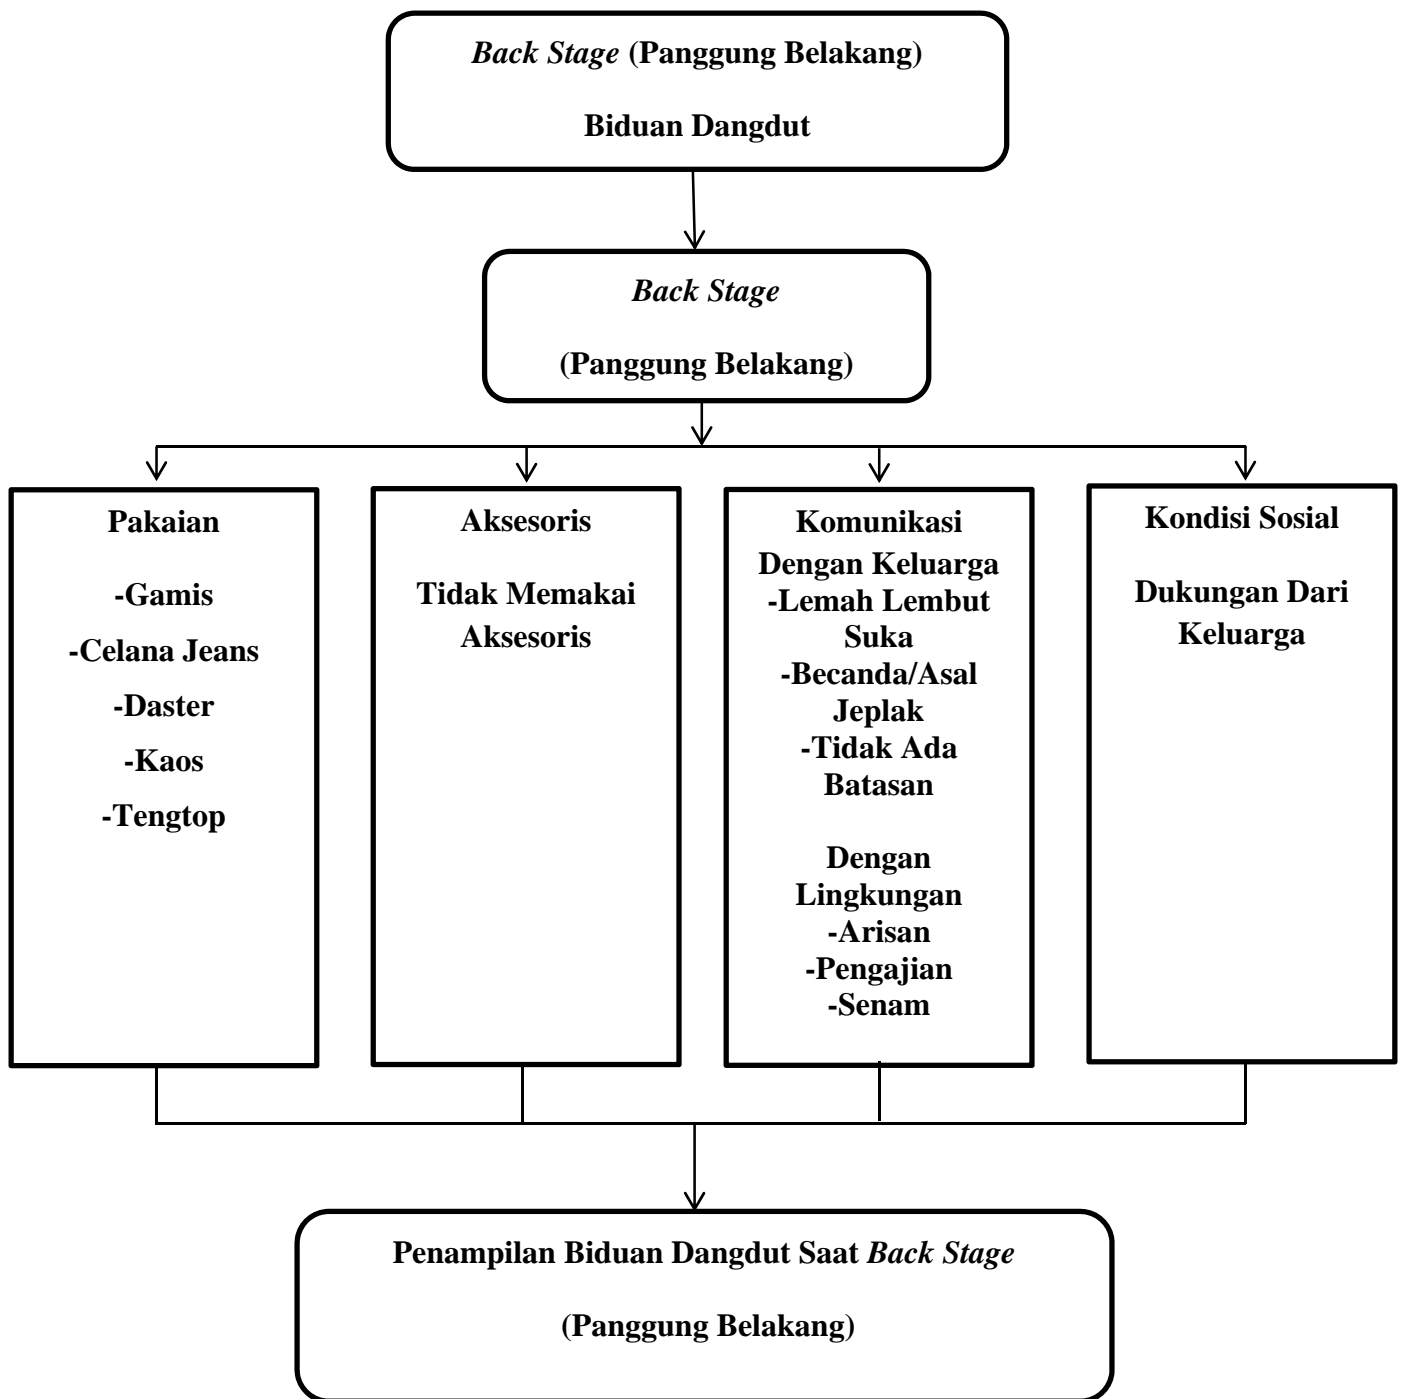 Back Stage (Panggung Belakang)
Biduan Dangdut
Back Stage
(Panggung Belakang)
Pakaian
-Gamis
-Celana Jeans
-Daster
-Kaos
-Tengtop
Aksesoris
Tidak Memakai
Aksesoris
Komunikasi
Dengan Keluarga
-Lemah Lembut
Suka
-Becanda/Asal
Jeplak
-Tidak Ada
Batasan
Dengan
Lingkungan
-Arisan
-Pengajian
-Senam
Kondisi Sosial
Dukungan Dari
Keluarga
Penampilan Biduan Dangdut Saat Back Stage
(Panggung Belakang)